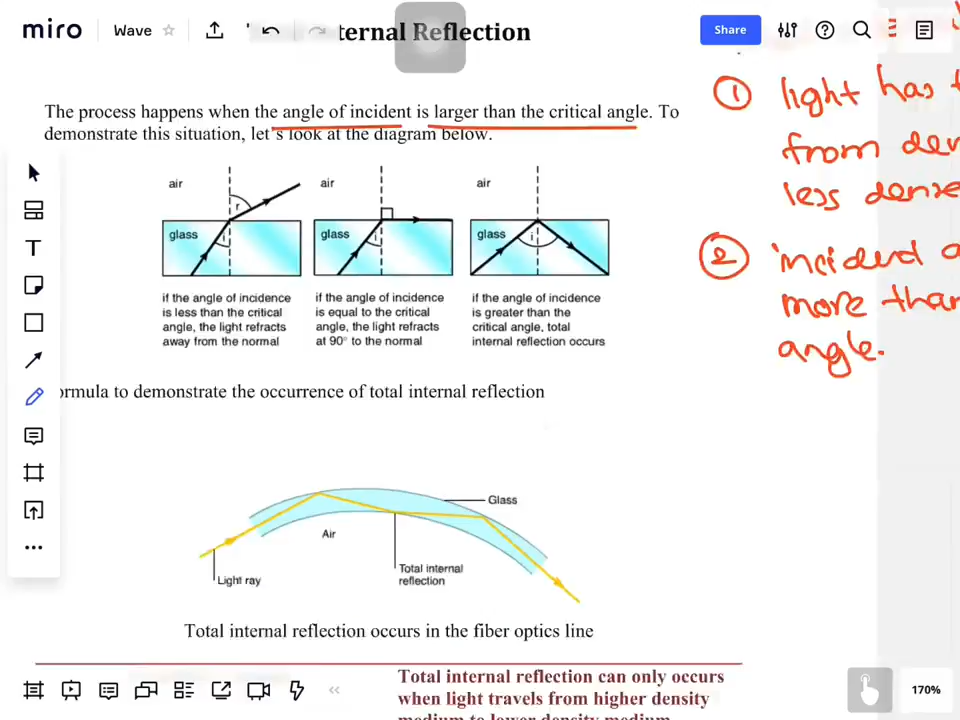 miro
Wave
Share
ternal Reflection
The process happens when the angle of incident is larger than the critical angle. To
demonstrate this situation, let's look at the diagram below.
air
r
glass
i
if the angle of incidence
is less than the critical
angle, the light refracts
away from the normal
air
glass
i
if the angle of incidence
is equal to the critical
angle, the light refracts
at 90° to the normal
air
glass
i
if the angle of incidence
is greater than the
critical angle, total
internal reflection occurs
① light has
from
less dense
② incided
more than
angle.
ormula to demonstrate the occurrence of total internal reflection
Glass
Air
Total internal
reflection
Light ray
Total internal reflection occurs in the fiber optics line
Total internal reflection can only occurs
when light travels from higher density
medium to lower density medium
T
170%